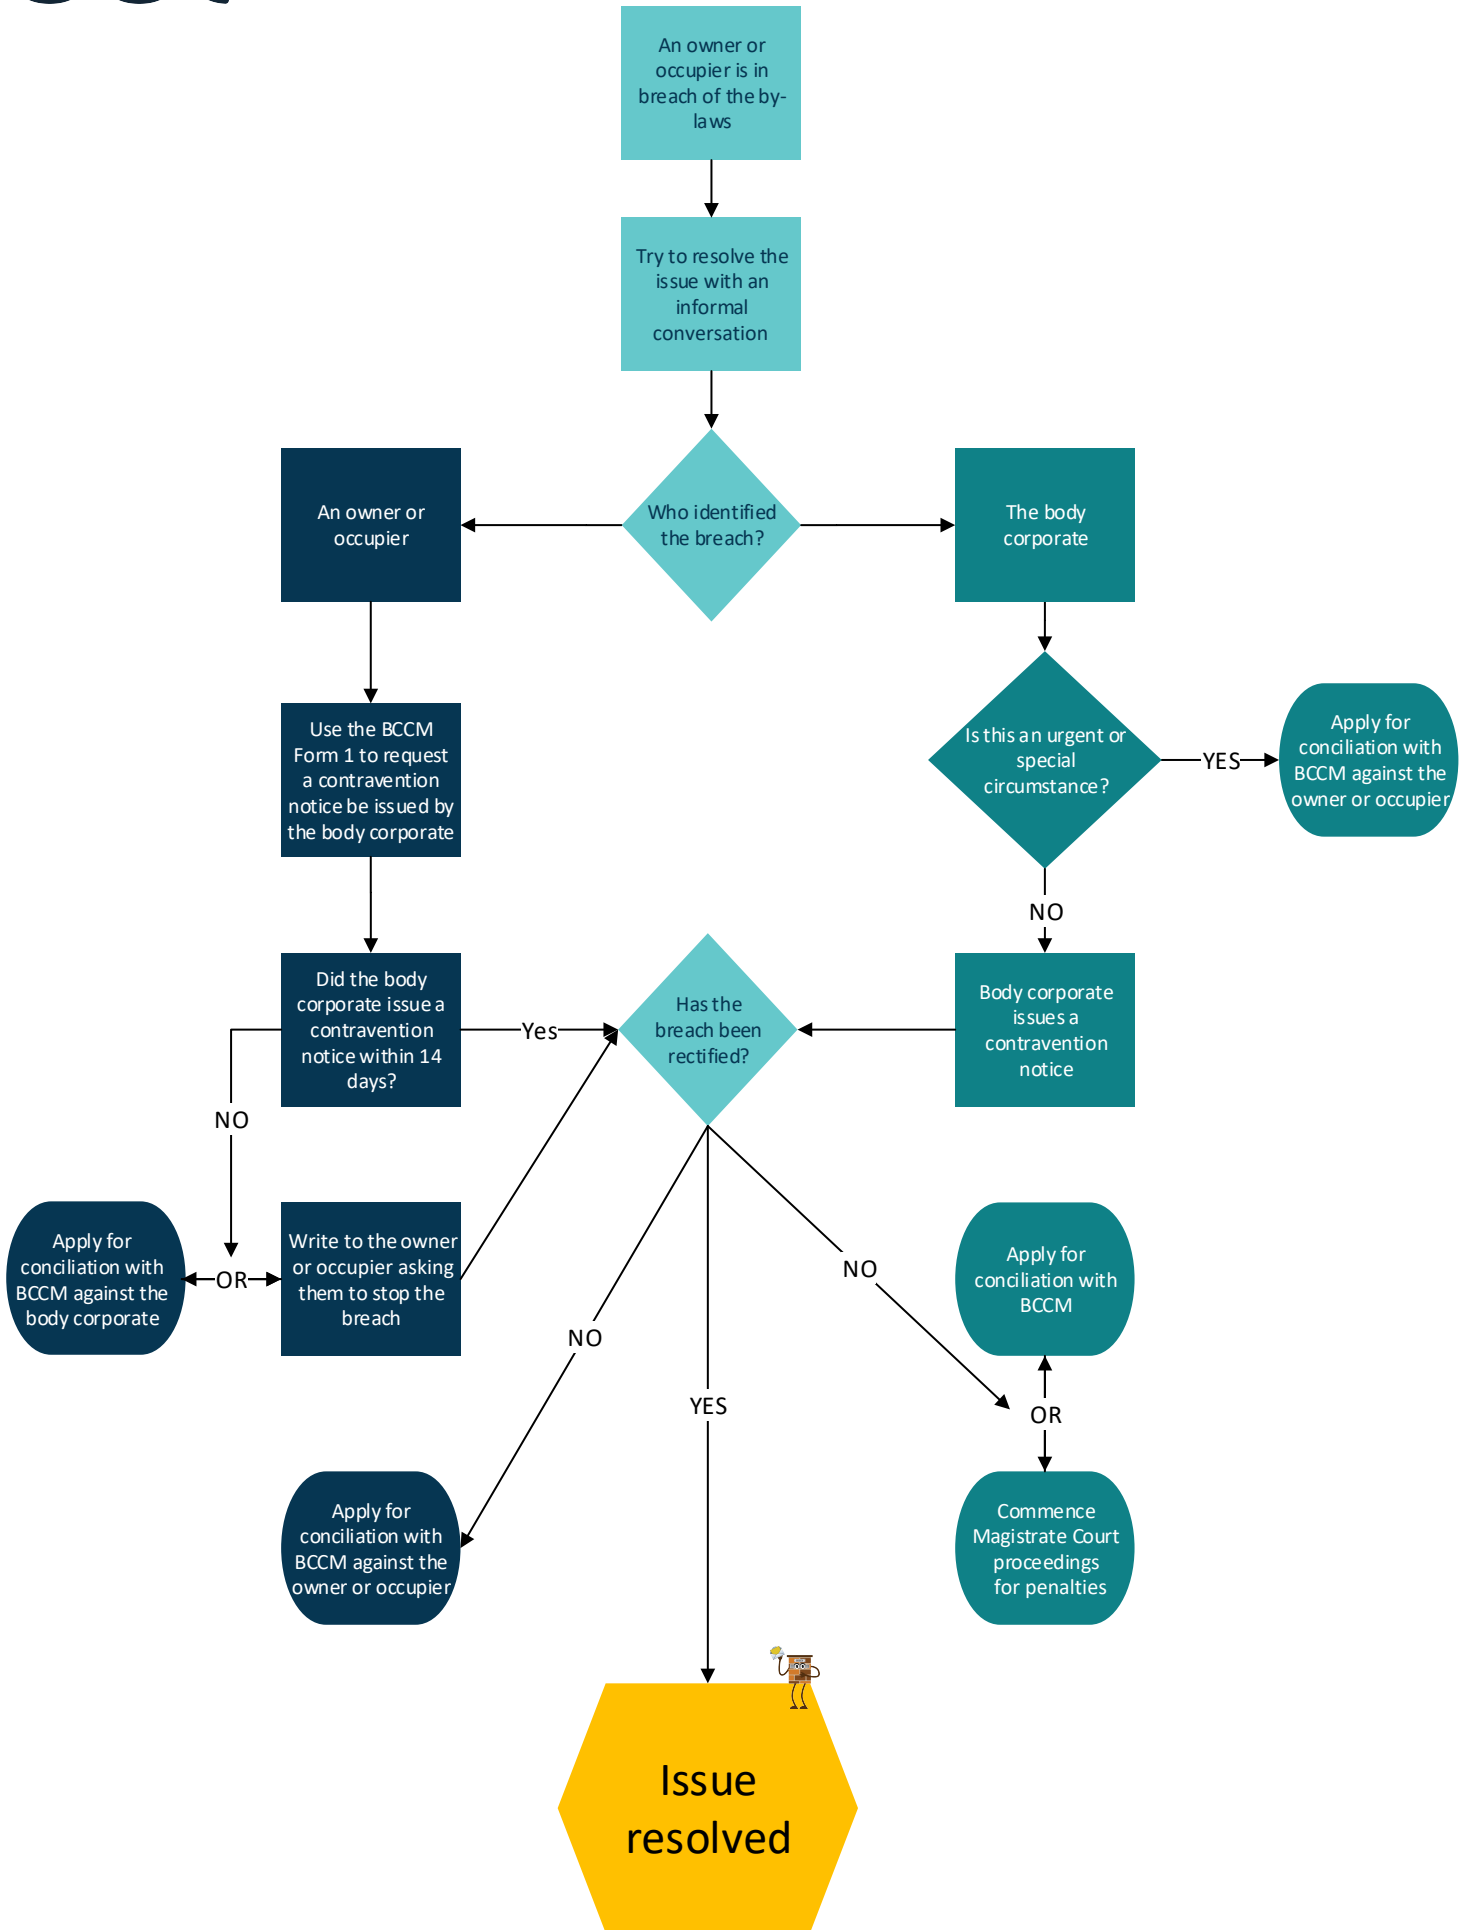 An owner or
occupier is in
breach of the by-
laws
Try to resolve the
issue with an
informal
conversation
An owner or
occupier
Who identified
the breach?
The body
corporate
Use the BCCM
Form 1 to request
a contravention
notice be issued by
the body corporate
Is this an urgent or
special
circumstance?
YES
Apply for
conciliation with
BCCM against the
owner or occupier
NO
Did the body
corporate issue a
contravention
notice within 14
days?
Yes
Has the
breach been
rectified?
Body corporate
issues a
contravention
notice
NO
Apply for
conciliation with
BCCM against the
body corporate
OR
Write to the owner
or occupier asking
them to stop the
breach
NO
Apply for
conciliation with
BCCM
NO
YES
OR
Apply for
conciliation with
BCCM against the
owner or occupier
Commence
Magistrate Court
proceedings
for penalties
Issue
resolved